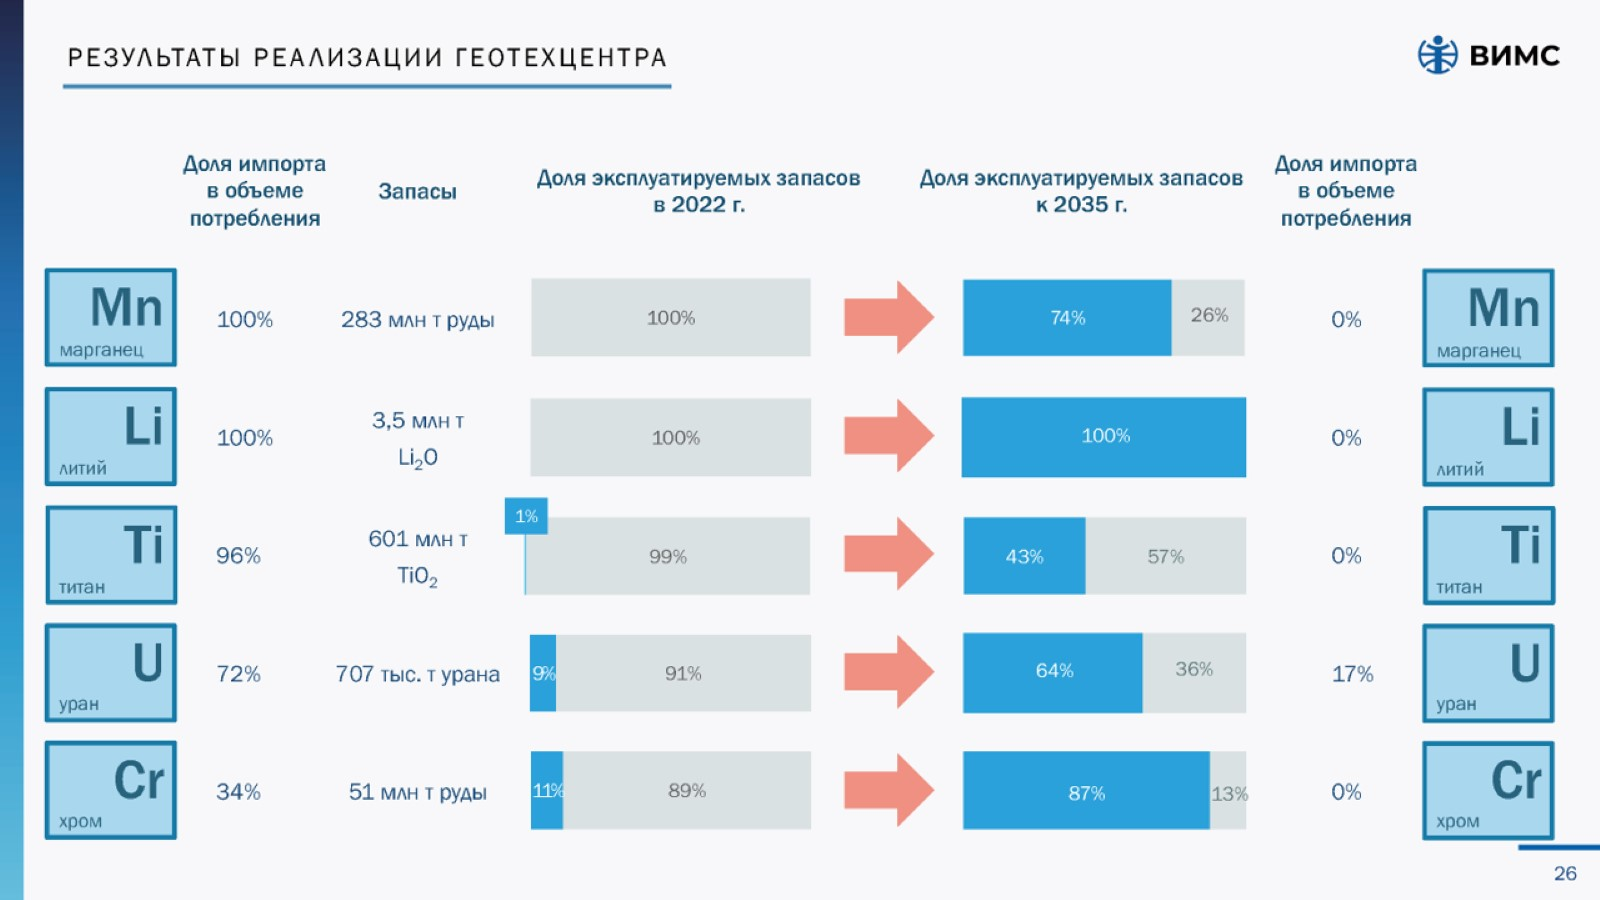 РЕЗУЛЬТАТЫ РЕАЛИЗАЦИИ ГЕОТЕХЦЕНТРА
ВИМС
Доля импорта
в объеме
потребления
Запасы
Доля эксплуатируемых запасов
в 2022 г.
Доля эксплуатируемых запасов
к 2035 г.
Доля импорта
в объеме
потребления
Mn
марганец
100%
283 млн т руды
100%
74%
26%
0%
Mn
марганец
Li
литий
100%
3,5 млн т
Li₂O
100%
100%
0%
Li
литий
Ti
титан
96%
601 млн т
TiO₂
1%
99%
43%
57%
0%
Ti
титан
U
уран
72%
707 тыс. т урана
9%
91%
64%
36%
17%
U
уран
Cr
хром
34%
51 млн т руды
11%
89%
87%
13%
0%
Cr
хром
26